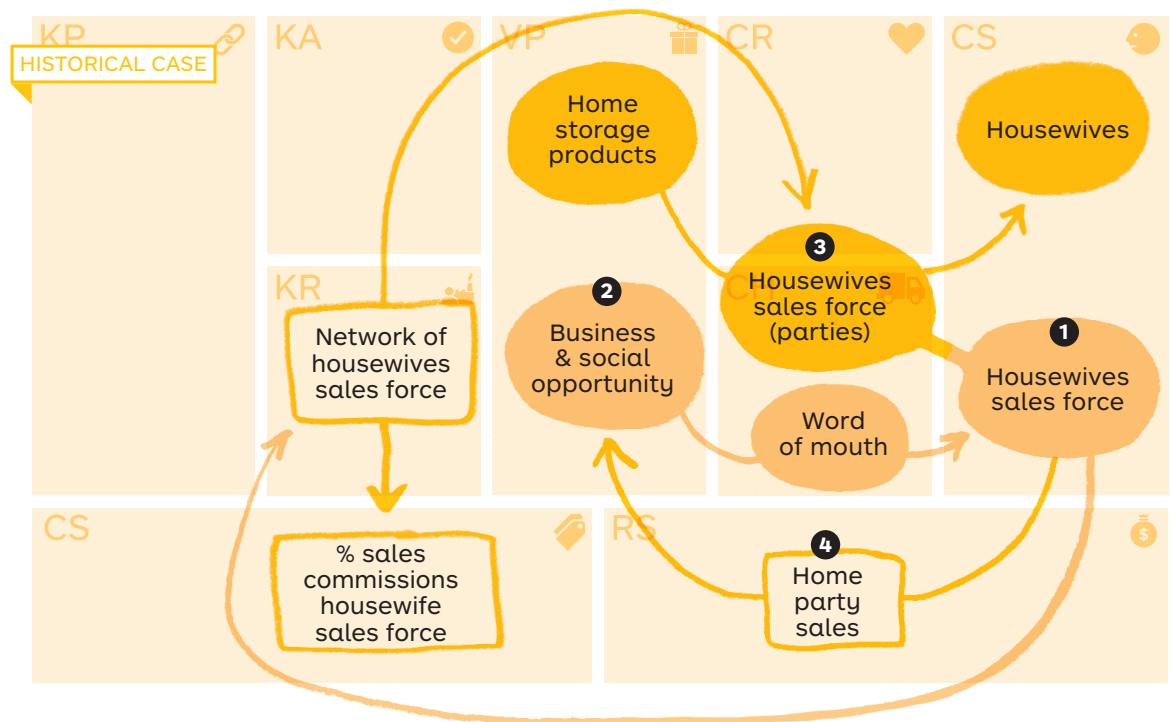 KP
HISTORICAL CASE
KA
VP
CR
CS
Home
storage
products
Housewives
3
Housewives
sales force
(parties)
CH
KR
Network of
housewives
sales force
2
Business
& social
opportunity
1
Housewives
sales force
Word
of mouth
CS
% sales
commissions
housewife
sales force
RS
$
4
Home
party
sales